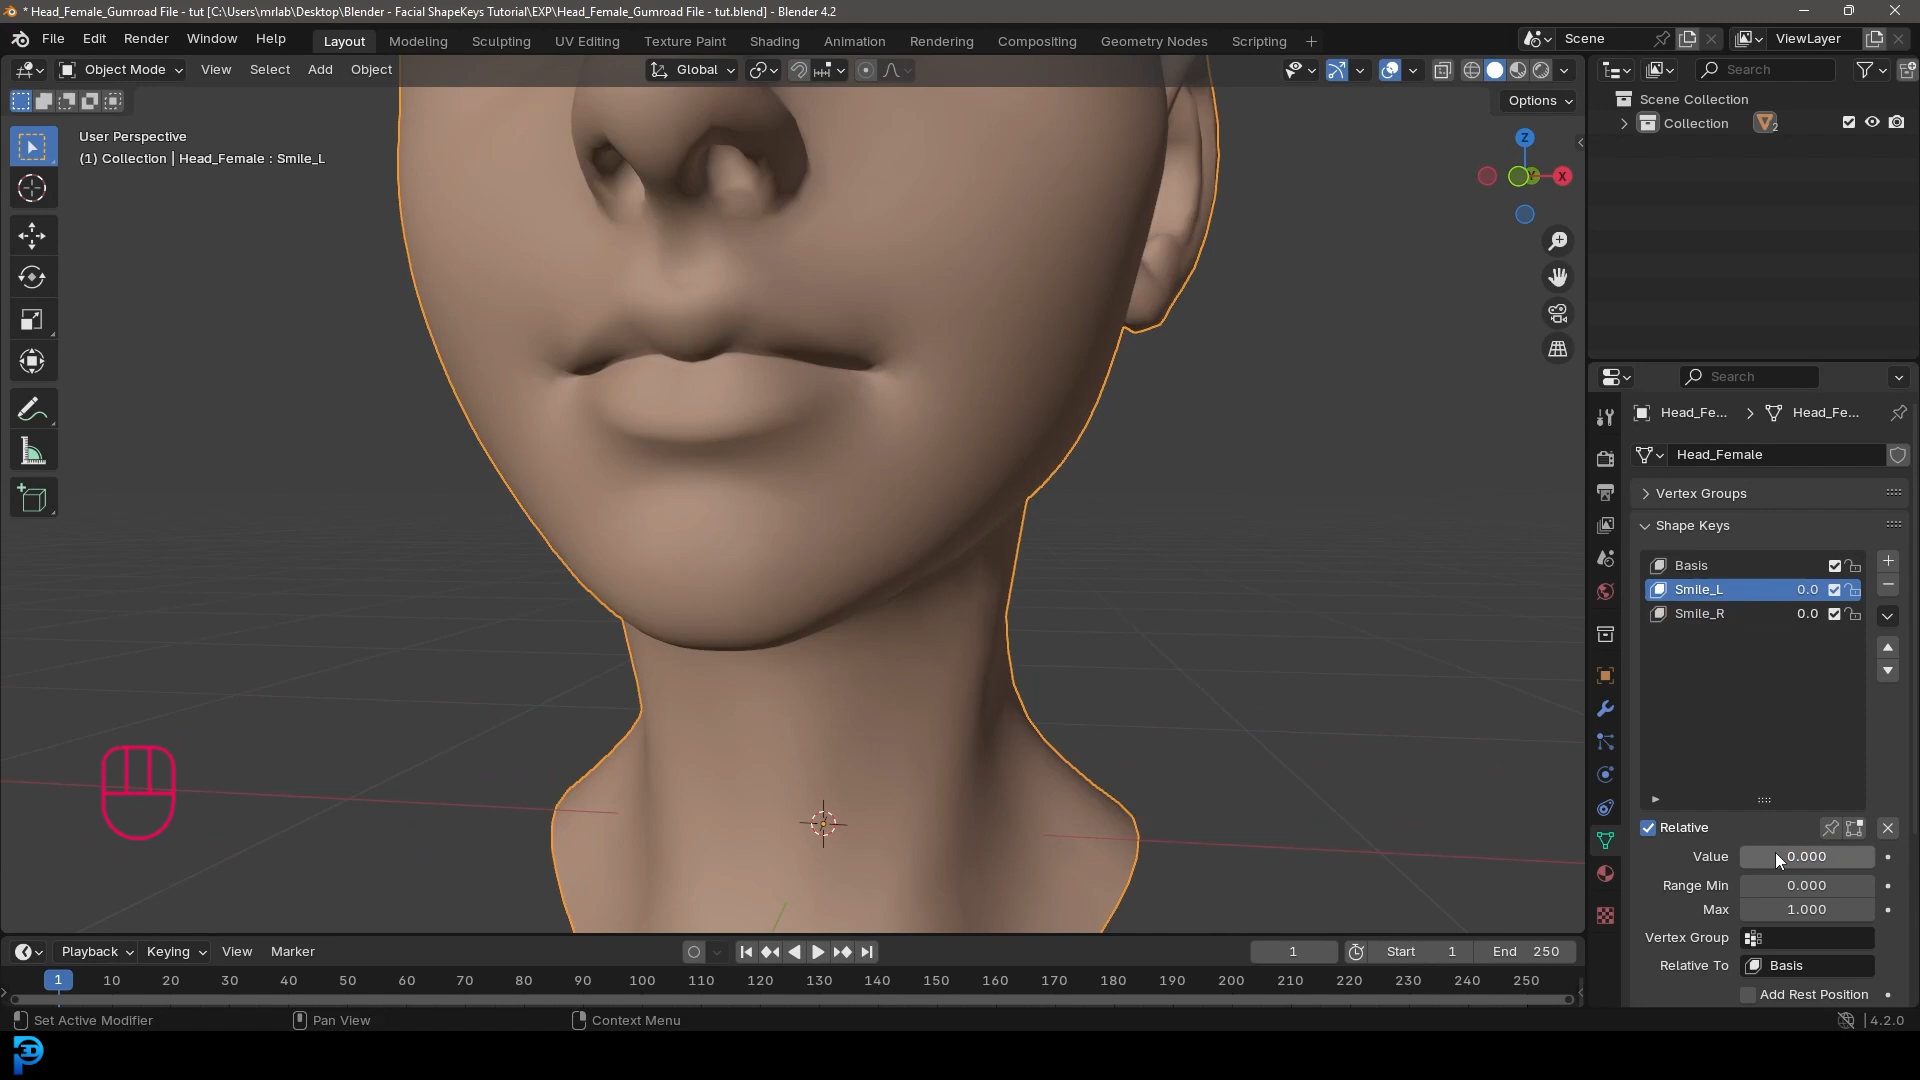 * Head_Female_Gumroad File - tut [C:\Users\mrlab\Desktop\Blender - Facial ShapeKeys Tutorial\EXP\Head_Female_Gumroad File - tut.blend] - Blender 4.2
File Edit Render Window Help Layout Modeling Sculpting UV Editing Texture Paint Shading Animation Rendering Compositing Geometry Nodes Scripting + Scene ViewLayer
Object Mode View Select Add Object Global Search
Options
Scene Collection
Collection 2
User Perspective
(1) Collection | Head_Female : Smile_L
Z
X
Search
Head_Fe... > Head_Fe...
Head_Female
Vertex Groups
Shape Keys
Basis
Smile_L 0.0
Smile_R 0.0
Relative
Value 0.000
Range Min 0.000
Max 1.000
Vertex Group
Relative To Basis
Add Rest Position
Playback Keying View Marker 1 Start 1 End 250
1 10 20 30 40 50 60 70 80 90 100 110 120 130 140 150 160 170 180 190 200 210 220 230 240 250
Set Active Modifier Pan View Context Menu 4.2.0
3D